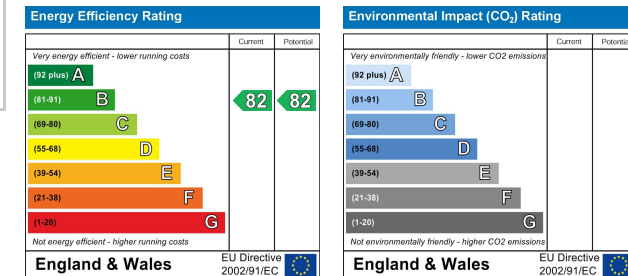 Energy Efficiency Rating
Current Potential
Very energy efficient - lower running costs
(92 plus) A
(81-91) B 82 82
(69-80) C
(55-68) D
(39-54) E
(21-38) F
(1-20) G
Not energy efficient - higher running costs
England & Wales EU Directive 2002/91/EC
Environmental Impact (CO₂) Rating
Current Potentia
Very environmentally friendly - lower CO2 emissions
(92 plus) A
(81-91) B
(69-80) C
(55-68) D
(39-54) E
(21-38) F
(1-20) G
Not environmentally friendly - higher CO2 emissions
England & Wales EU Directive 2002/91/EC